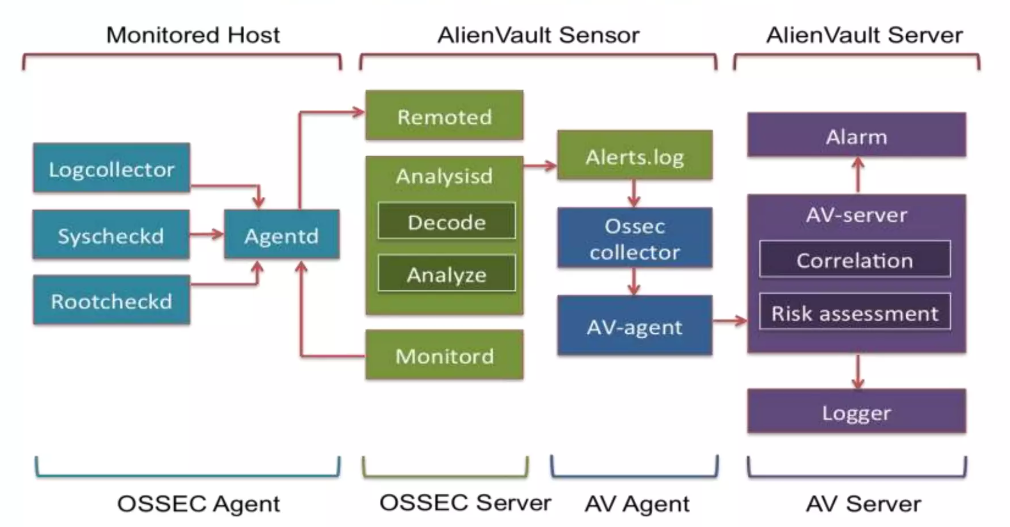 Monitored Host
AlienVault Sensor
AlienVault Server
Logcollector
Syscheckd
Rootcheckd
Agentd
Remoted
Analysisd
Decode
Analyze
Monitord
Alerts.log
Ossec
collector
AV-agent
Alarm
AV-server
Correlation
Risk assessment
Logger
OSSEC Agent
OSSEC Server
AV Agent
AV Server